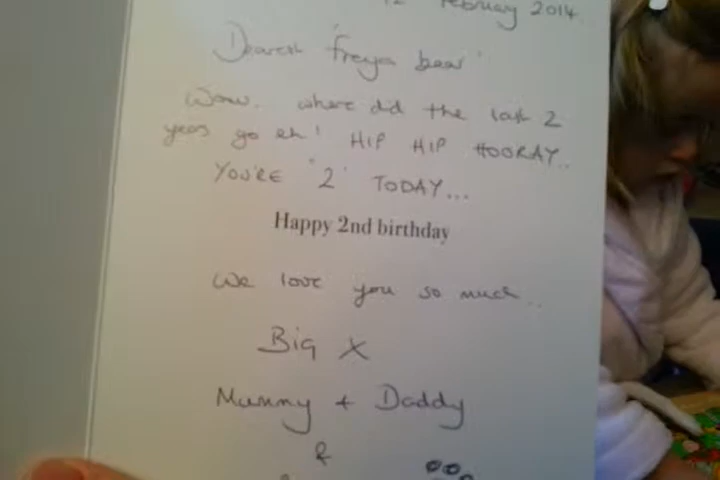 12 February 2014
Dearest 'Freya bear'
Wow. where did the last 2
years go eh! HIP HIP HOORAY..
YOU'RE '2' TODAY...
Happy 2nd birthday
We love you so much..
Big X
Mummy + Daddy
&